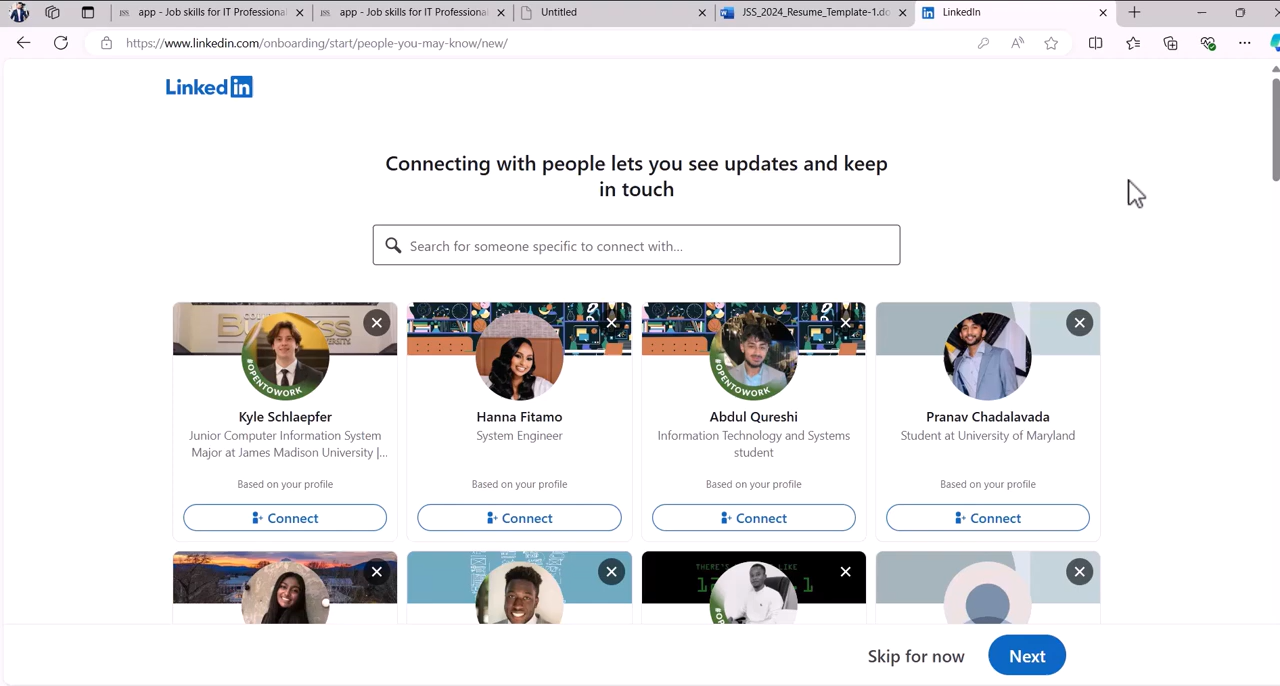 app - Job skills for IT Professional
app - Job skills for IT Professional
Untitled
JSS_2024_Resume_Template-1.do
LinkedIn
https://www.linkedin.com/onboarding/start/people-you-may-know/new/
Linked in
Connecting with people lets you see updates and keep
in touch
Search for someone specific to connect with...
#OPENTOWORK
#OPENTOWORK
Kyle Schlaepfer
Hanna Fitamo
Abdul Qureshi
Pranav Chadalavada
Junior Computer Information System
Major at James Madison University |...
System Engineer
Information Technology and Systems
student
Student at University of Maryland
Based on your profile
Based on your profile
Based on your profile
Based on your profile
Connect
Connect
Connect
Connect
Skip for now
Next